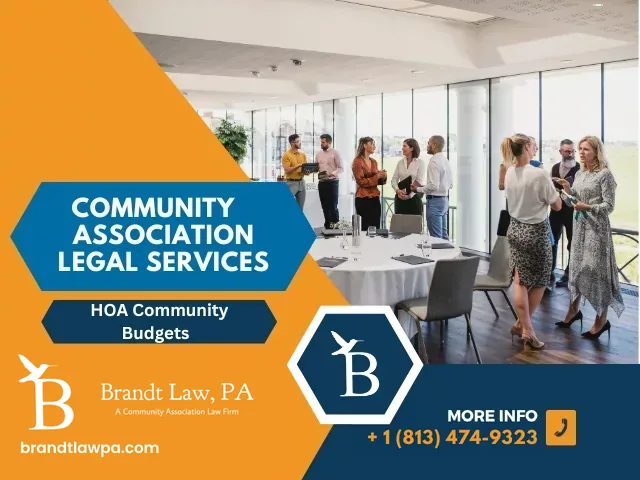 COMMUNITY
ASSOCIATION
LEGAL SERVICES
HOA Community
Budgets
B
Brandt Law, PA
A Community Association Law Firm
brandtlawpa.com
B
MORE INFO
+ 1 (813) 474-9323